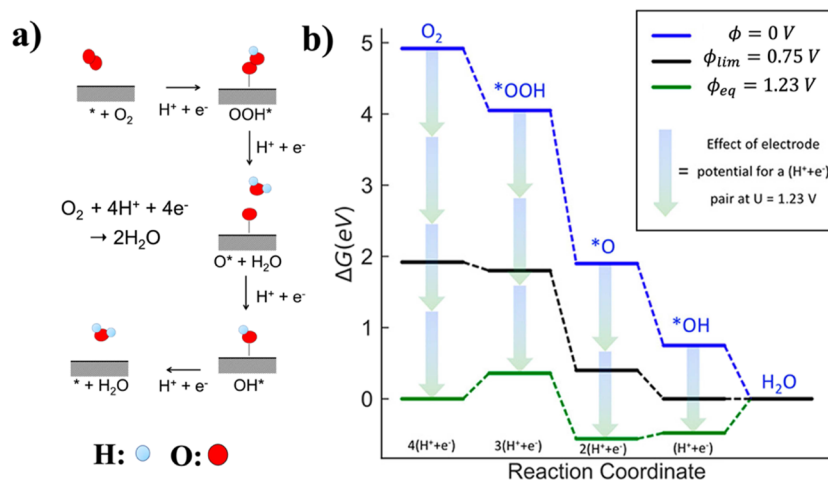 a)
* + O₂
H⁺ + e⁻
OOH*
H⁺ + e⁻
O₂ + 4H⁺ + 4e⁻
→ 2H₂O
O* + H₂O
H⁺ + e⁻
* + H₂O
H⁺ + e⁻
OH*
H: O:
b)
ΔG(eV)
5
4
3
2
1
0
O₂
*OOH
*O
*OH
H₂O
4(H⁺+e⁻)
3(H⁺+e⁻)
2(H⁺+e⁻)
(H⁺+e⁻)
Reaction Coordinate
ϕ = 0 V
ϕlim = 0.75 V
ϕeq = 1.23 V
Effect of electrode
= potential for a (H⁺+e⁻)
pair at U = 1.23 V